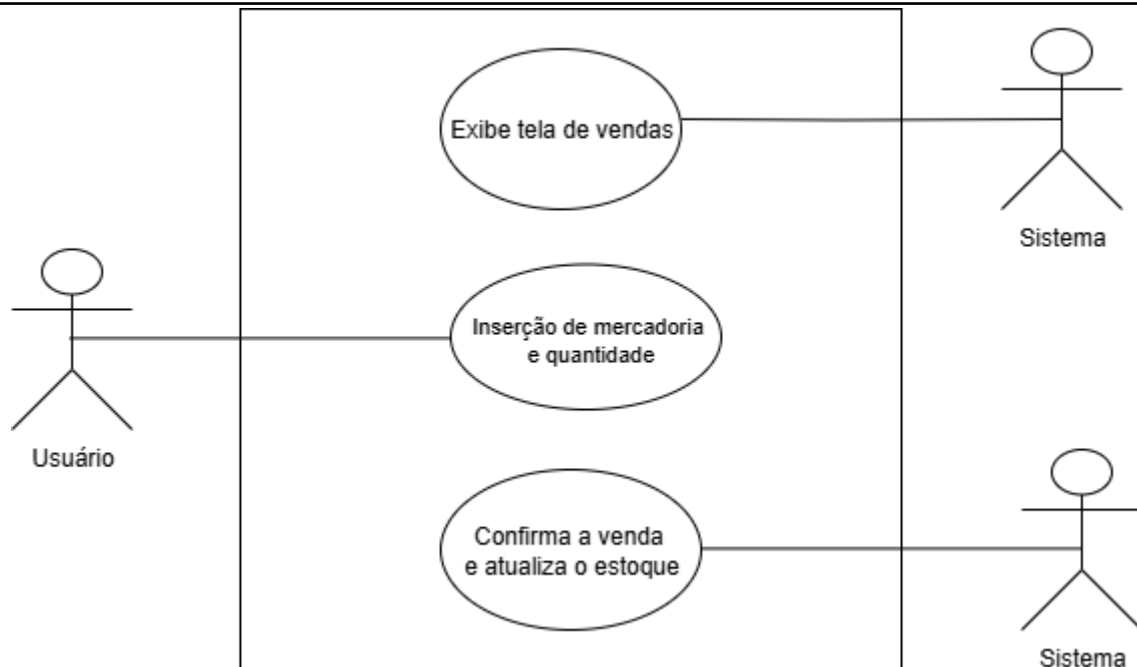 Exibe tela de vendas
Sistema
Inserção de mercadoria
e quantidade
Usuário
Confirma a venda
e atualiza o estoque
Sistema